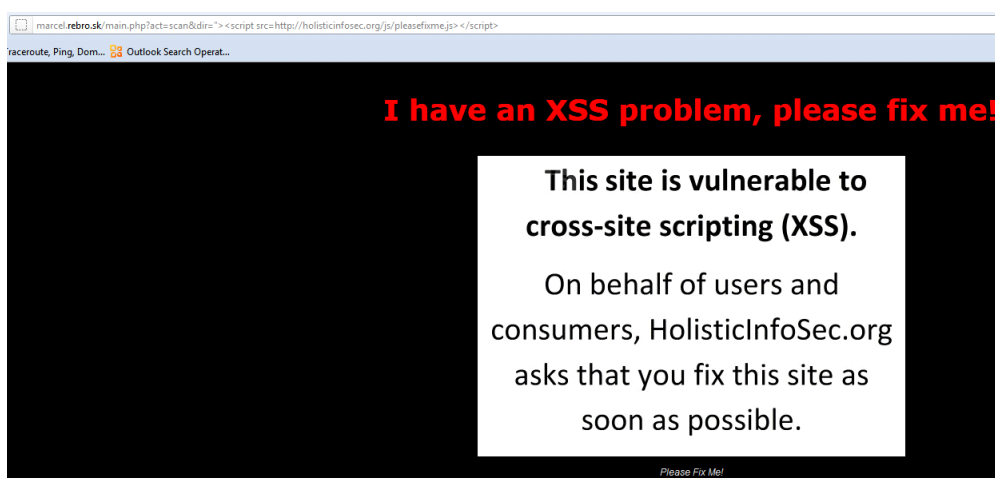 marcel.rebro.sk/main.php?act=scan&dir="><script src=http://holisticinfosec.org/js/pleasefixme.js></script>
raceroute, Ping, Dom... Outlook Search Operat...
I have an XSS problem, please fix me!
This site is vulnerable to
cross-site scripting (XSS).
On behalf of users and
consumers, HolisticInfoSec.org
asks that you fix this site as
soon as possible.
Please Fix Me!